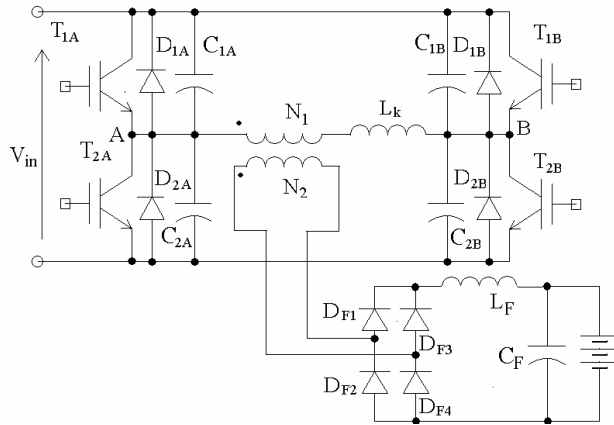 T1A
D1A
C1A
C1B
D1B
T1B
N1
Lk
A
B
Vin
T2A
D2A
N2
D2B
T2B
C2A
C2B
LF
DF1
DF3
CF
DF2
DF4